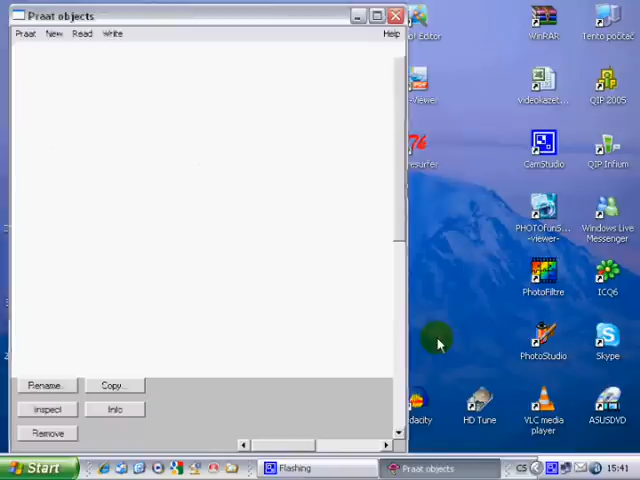 Praat objects
Praat New Read Write Help
Rename.. Copy...
Inspect Info
Remove
o! Editor
WinRAR
Tento počítač
-Viewer
videokazet...
QIP 2005
CamStudio
QIP Infium
PHOTOfunS...
-viewer-
Windows Live
Messenger
PhotoFiltre
ICQ6
PhotoStudio
Skype
dacity
HD Tune
VLC media
player
ASUSDVD
Start
Flashing
Praat objects
CS
15:41